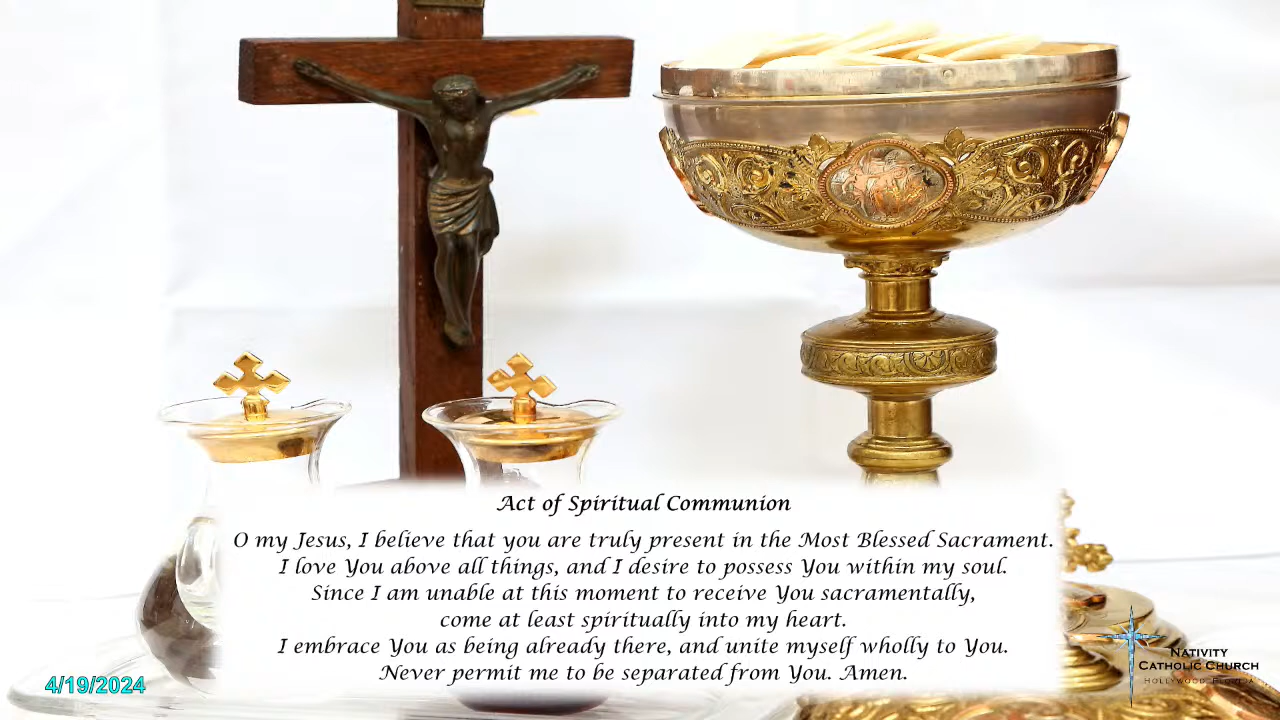 Act of Spiritual Communion
O my Jesus, I believe that you are truly present in the Most Blessed Sacrament.
I love You above all things, and I desire to possess You within my soul.
Since I am unable at this moment to receive You sacramentally,
come at least spiritually into my heart.
I embrace You as being already there, and unite myself wholly to You.
Never permit me to be separated from You. Amen.
4/19/2024
Nativity
Catholic Church
Hollywood, Florida